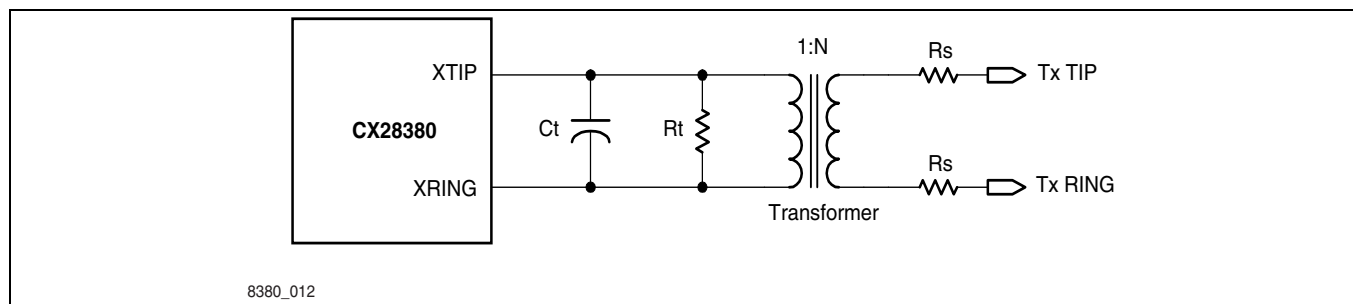 1:N
Rs
XTIP
Tx TIP
CX28380
Ct
Rt
Rs
XRING
Tx RING
Transformer
8380_012